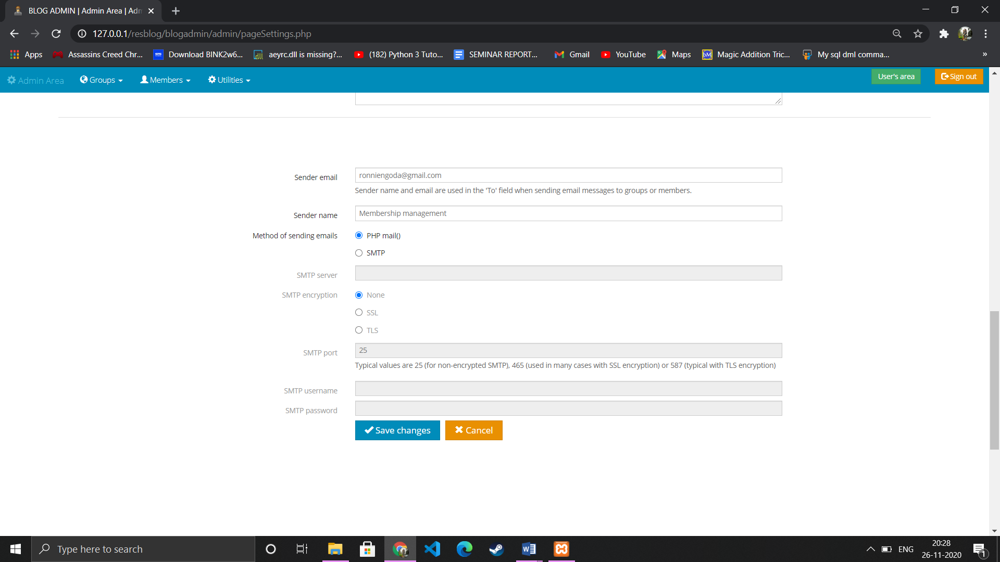 BLOG ADMIN | Admin Area | Adm
127.0.0.1/resblog/blogadmin/admin/pageSettings.php
Apps Assassins Creed Chr... Download BINK2w6... aeyrc.dll is missing?... (182) Python 3 Tuto... SEMINAR REPORT... Gmail YouTube Maps Magic Addition Tric... My sql dml comma... »
Admin Area Groups Members Utilities User's area Sign out
Sender email ronniengoda@gmail.com
Sender name and email are used in the 'To' field when sending email messages to groups or members.
Sender name Membership management
Method of sending emails PHP mail()
SMTP
SMTP server
SMTP encryption None
SSL
TLS
SMTP port 25
Typical values are 25 (for non-encrypted SMTP), 465 (used in many cases with SSL encryption) or 587 (typical with TLS encryption)
SMTP username
SMTP password
Save changes Cancel
Type here to search ENG 20:28
26-11-2020 1